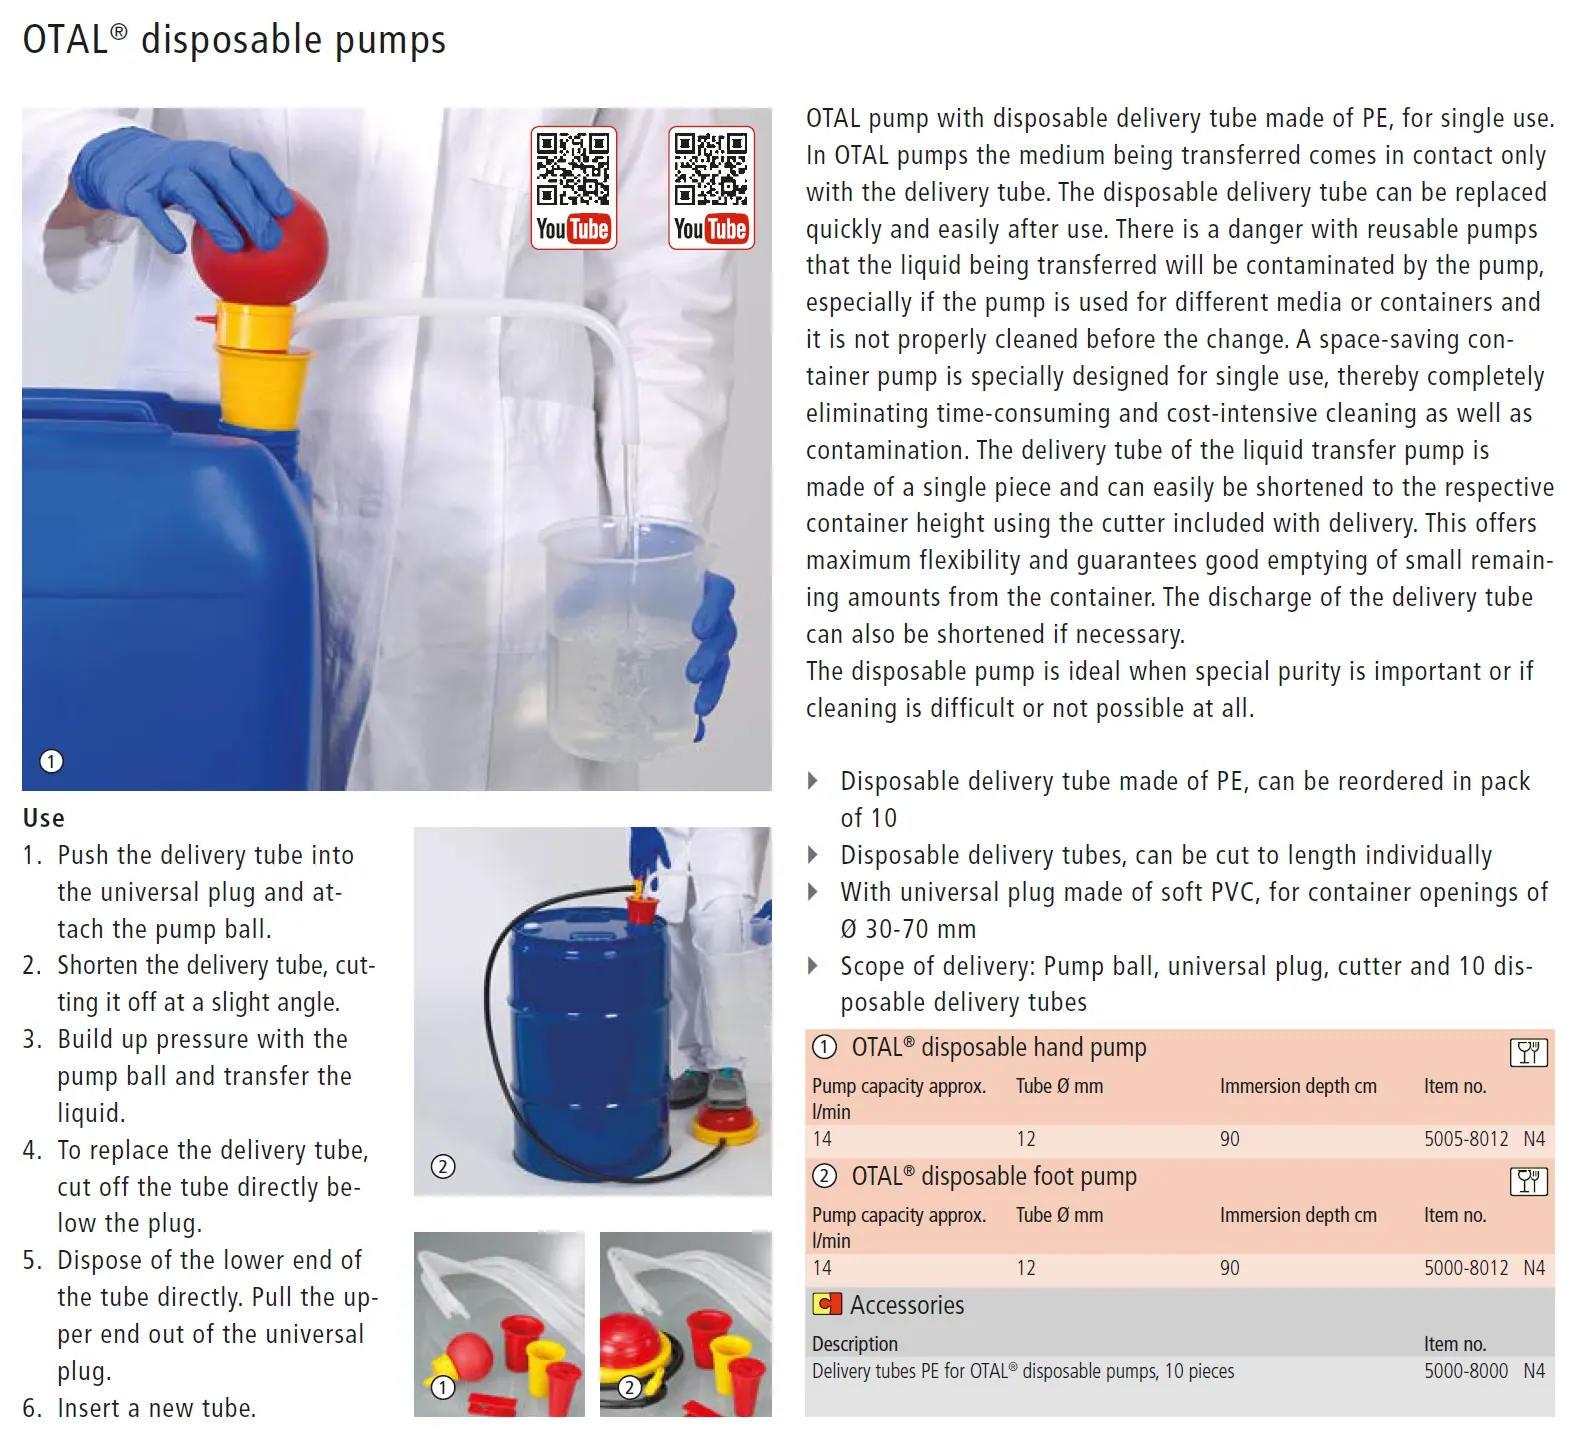 OTAL® disposable pumps
YouTube
YouTube
1
OTAL pump with disposable delivery tube made of PE, for single use.
In OTAL pumps the medium being transferred comes in contact only
with the delivery tube. The disposable delivery tube can be replaced
quickly and easily after use. There is a danger with reusable pumps
that the liquid being transferred will be contaminated by the pump,
especially if the pump is used for different media or containers and
it is not properly cleaned before the change. A space-saving con-
tainer pump is specially designed for single use, thereby completely
eliminating time-consuming and cost-intensive cleaning as well as
contamination. The delivery tube of the liquid transfer pump is
made of a single piece and can easily be shortened to the respective
container height using the cutter included with delivery. This offers
maximum flexibility and guarantees good emptying of small remain-
ing amounts from the container. The discharge of the delivery tube
can also be shortened if necessary.
The disposable pump is ideal when special purity is important or if
cleaning is difficult or not possible at all.
Use
1. Push the delivery tube into
the universal plug and at-
tach the pump ball.
2. Shorten the delivery tube, cut-
ting it off at a slight angle.
3. Build up pressure with the
pump ball and transfer the
liquid.
4. To replace the delivery tube,
cut off the tube directly be-
low the plug.
5. Dispose of the lower end of
the tube directly. Pull the up-
per end out of the universal
plug.
6. Insert a new tube.
2
1
2
Disposable delivery tube made of PE, can be reordered in pack
of 10
Disposable delivery tubes, can be cut to length individually
With universal plug made of soft PVC, for container openings of
Ø 30-70 mm
Scope of delivery: Pump ball, universal plug, cutter and 10 dis-
posable delivery tubes
1 OTAL® disposable hand pump
Pump capacity approx. Tube Ø mm Immersion depth cm Item no.
l/min
14 12 90 5005-8012 N4
2 OTAL® disposable foot pump
Pump capacity approx. Tube Ø mm Immersion depth cm Item no.
l/min
14 12 90 5000-8012 N4
Accessories
Description Item no.
Delivery tubes PE for OTAL® disposable pumps, 10 pieces 5000-8000 N4